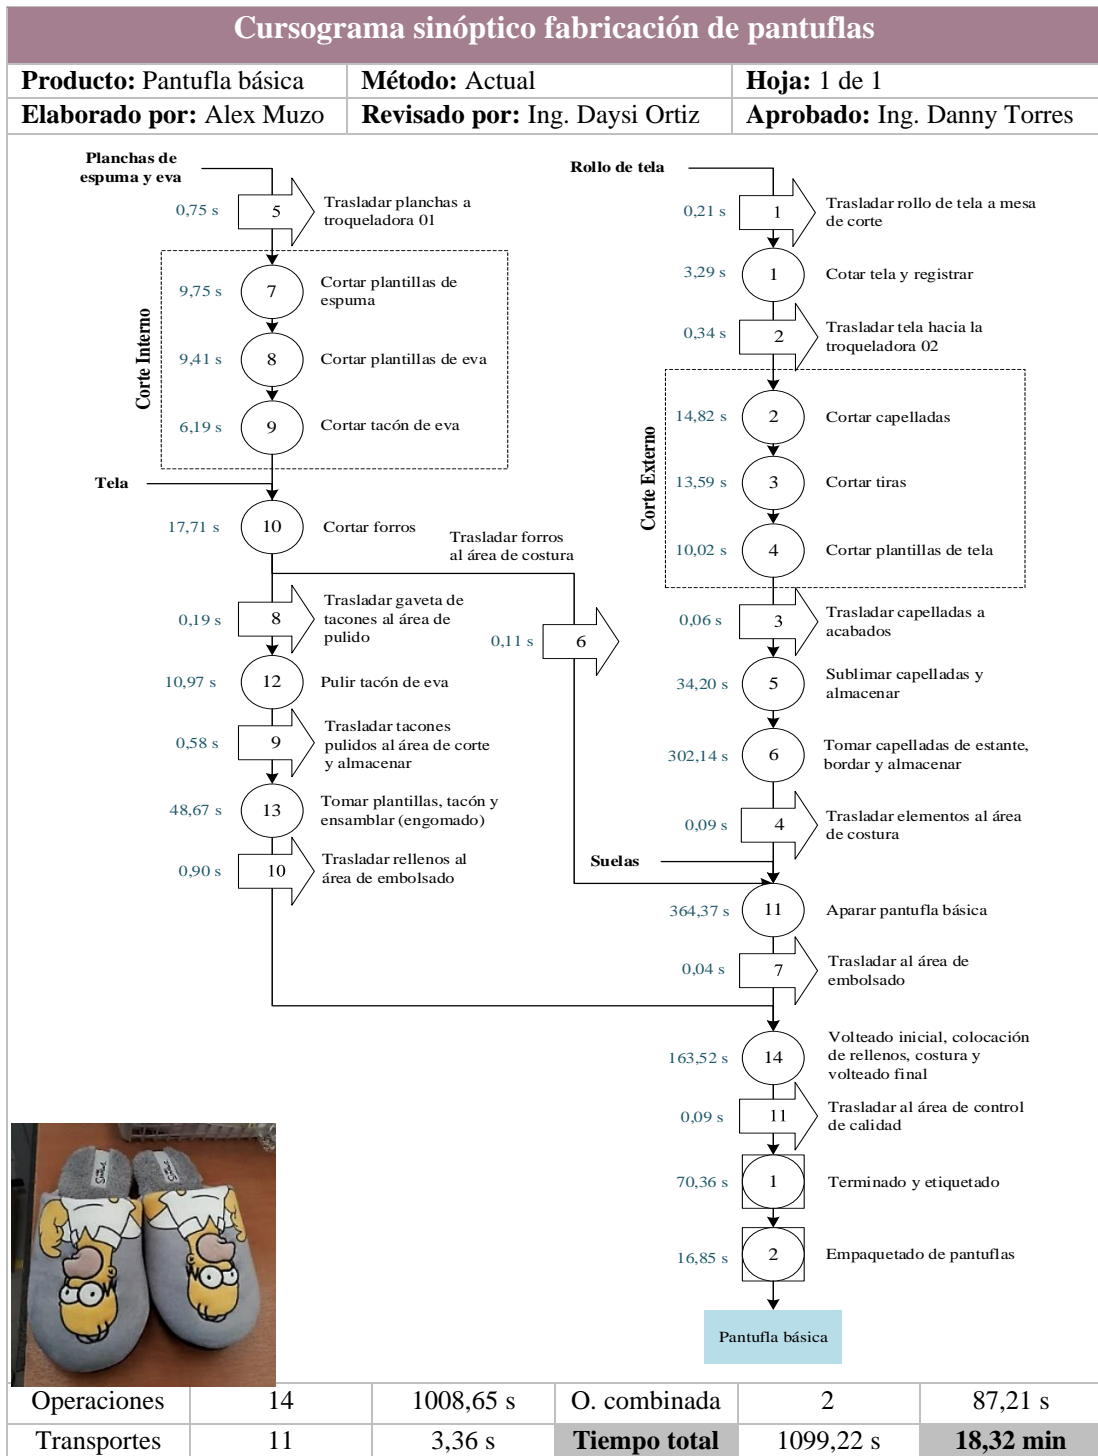 Cursograma sinóptico fabricación de pantuflas
Producto: Pantufla básica
Método: Actual
Hoja: 1 de 1
Elaborado por: Alex Muzo
Revisado por: Ing. Daysi Ortiz
Aprobado: Ing. Danny Torres
Planchas de
espuma y eva
0,75 s
5
Trasladar planchas a
troqueladora 01
Corte Interno
9,75 s
7
Cortar plantillas de
espuma
9,41 s
8
Cortar plantillas de eva
6,19 s
9
Cortar tacón de eva
Tela
17,71 s
10
Cortar forros
Trasladar forros
al área de costura
0,11 s
6
0,19 s
8
Trasladar gaveta de
tacones al área de
pulido
10,97 s
12
Pulir tacón de eva
0,58 s
9
Trasladar tacones
pulidos al área de corte
y almacenar
48,67 s
13
Tomar plantillas, tacón y
ensamblar (engomado)
0,90 s
10
Trasladar rellenos al
área de embolsado
Rollo de tela
0,21 s
1
Trasladar rollo de tela a mesa
de corte
3,29 s
1
Cotar tela y registrar
0,34 s
2
Trasladar tela hacia la
troqueladora 02
Corte Externo
14,82 s
2
Cortar capelladas
13,59 s
3
Cortar tiras
10,02 s
4
Cortar plantillas de tela
0,06 s
3
Trasladar capelladas a
acabados
34,20 s
5
Sublimar capelladas y
almacenar
302,14 s
6
Tomar capelladas de estante,
bordar y almacenar
0,09 s
4
Trasladar elementos al área
de costura
Suelas
364,37 s
11
Aparar pantufla básica
0,04 s
7
Trasladar al área de
embolsado
163,52 s
14
Volteado inicial, colocación
de rellenos, costura y
volteado final
0,09 s
11
Trasladar al área de control
de calidad
70,36 s
1
Terminado y etiquetado
16,85 s
2
Empaquetado de pantuflas
Pantufla básica
Operaciones
14
1008,65 s
O. combinada
2
87,21 s
Transportes
11
3,36 s
Tiempo total
1099,22 s
18,32 min